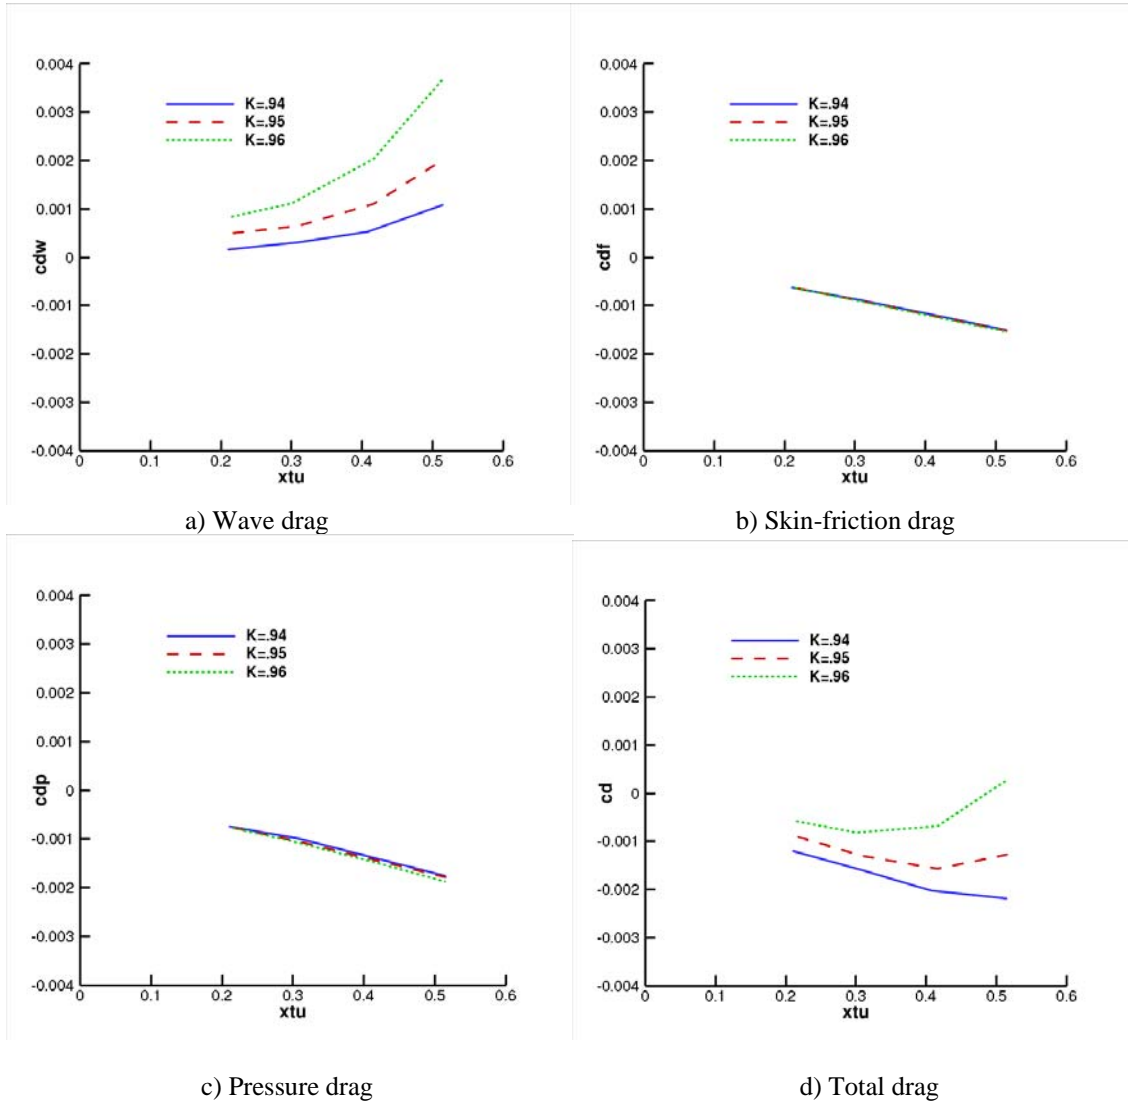 0.004
0.003
0.002
0.001
0
-0.001
-0.002
-0.003
-0.004
cdw
K=.94
K=.95
K=.96
0 0.1 0.2 0.3 0.4 0.5 0.6
xtu
a) Wave drag
0.004
0.003
0.002
0.001
0
-0.001
-0.002
-0.003
-0.004
cdf
K=.94
K=.95
K=.96
0 0.1 0.2 0.3 0.4 0.5 0.6
xtu
b) Skin-friction drag
0.004
0.003
0.002
0.001
0
-0.001
-0.002
-0.003
-0.004
cdp
K=.94
K=.95
K=.96
0 0.1 0.2 0.3 0.4 0.5 0.6
xtu
c) Pressure drag
0.004
0.003
0.002
0.001
0
-0.001
-0.002
-0.003
-0.004
cd
K=.94
K=.95
K=.96
0 0.1 0.2 0.3 0.4 0.5 0.6
xtu
d) Total drag